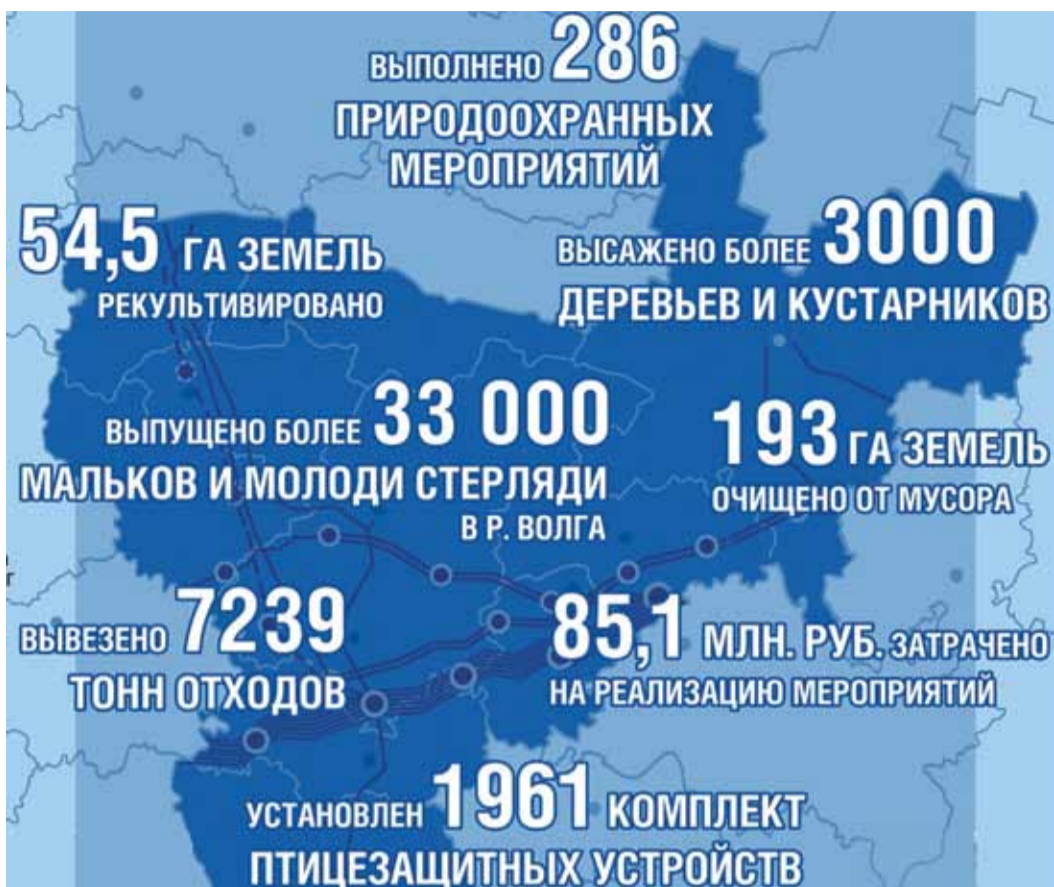 ВЫПОЛНЕНО 286
ПРИРОДООХРАННЫХ
МЕРОПРИЯТИЙ
54,5 ГА ЗЕМЕЛЬ
РЕКУЛЬТИВИРОВАНО
ВЫСАЖЕНО БОЛЕЕ 3000
ДЕРЕВЬЕВ И КУСТАРНИКОВ
ВЫПУЩЕНО БОЛЕЕ 33 000
МАЛЬКОВ И МОЛОДИ СТЕРЛЯДИ
В Р. ВОЛГА
193 ГА ЗЕМЕЛЬ
ОЧИЩЕНО ОТ МУСОРА
ВЫВЕЗЕНО 7239
ТОНН ОТХОДОВ
85,1 МЛН. РУБ. ЗАТРАЧЕНО
НА РЕАЛИЗАЦИЮ МЕРОПРИЯТИЙ
УСТАНОВЛЕН 1961 КОМПЛЕКТ
ПТИЦЕЗАЩИТНЫХ УСТРОЙСТВ